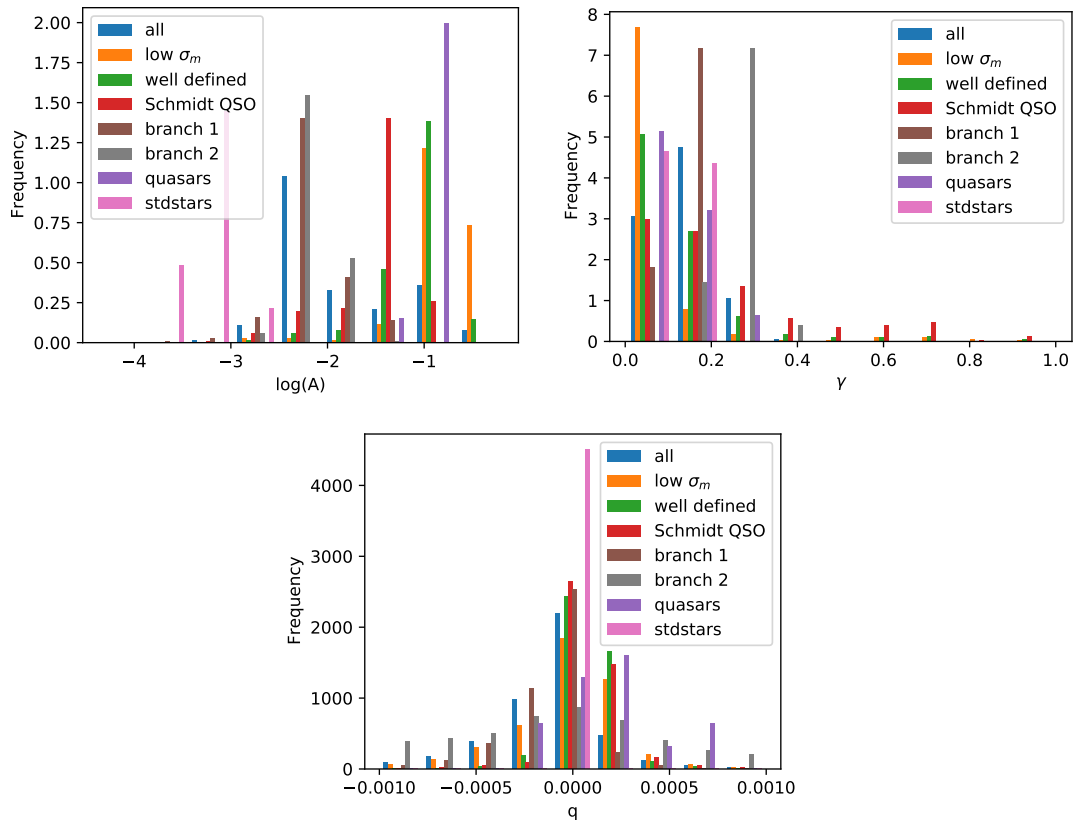 2.00
1.75
1.50
1.25
1.00
0.75
0.50
0.25
0.00
Frequency
all
low σm
well defined
Schmidt QSO
branch 1
branch 2
quasars
stdstars
−4
−3
−2
−1
log(A)
8
7
6
5
4
3
2
1
0
Frequency
all
low σm
well defined
Schmidt QSO
branch 1
branch 2
quasars
stdstars
0.0
0.2
0.4
0.6
0.8
1.0
γ
4000
3000
2000
1000
0
Frequency
all
low σm
well defined
Schmidt QSO
branch 1
branch 2
quasars
stdstars
−0.0010
−0.0005
0.0000
0.0005
0.0010
q